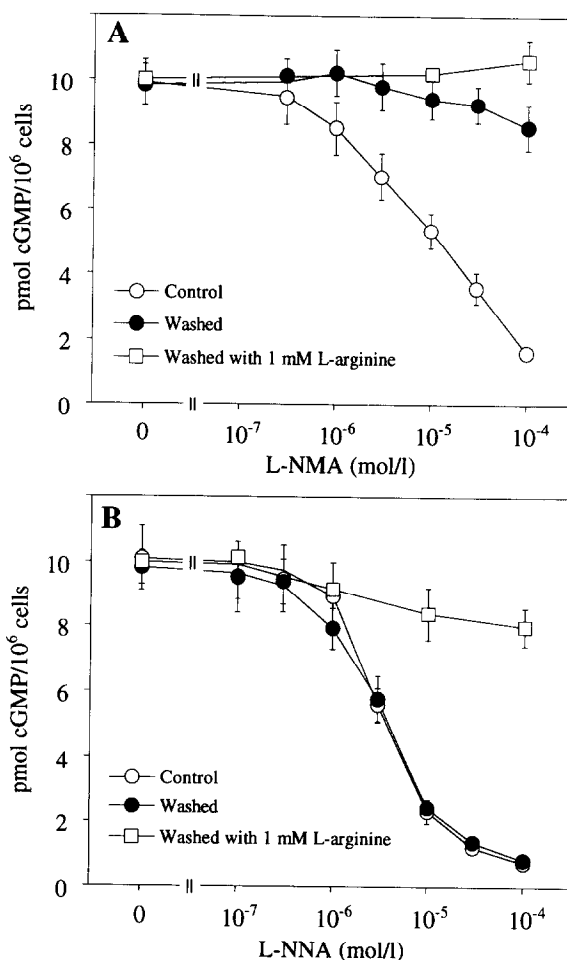 A
pmol cGMP/10⁶ cells
10
8
6
4
2
0
Control
Washed
Washed with 1 mM L-arginine
0
10⁻⁷
10⁻⁶
10⁻⁵
10⁻⁴
L-NMA (mol/l)
B
pmol cGMP/10⁶ cells
10
8
6
4
2
0
Control
Washed
Washed with 1 mM L-arginine
0
10⁻⁷
10⁻⁶
10⁻⁵
10⁻⁴
L-NNA (mol/l)